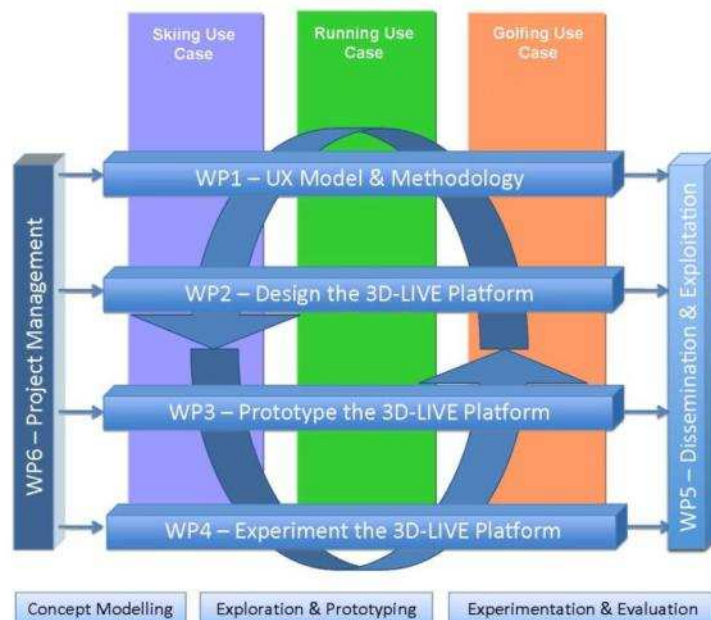 Skiing Use
Case
Running Use
Case
Golfing Use
Case
WP6 – Project Management
WP1 – UX Model & Methodology
WP2 – Design the 3D-LIVE Platform
WP3 – Prototype the 3D-LIVE Platform
WP4 – Experiment the 3D-LIVE Platform
WP5 – Dissemination & Exploitation
Concept Modelling
Exploration & Prototyping
Experimentation & Evaluation